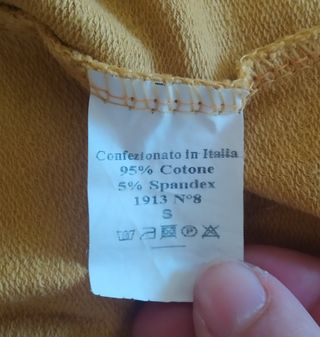 Confezionato in Italia
95% Cotone
5% Spandex
1913 N°8
S